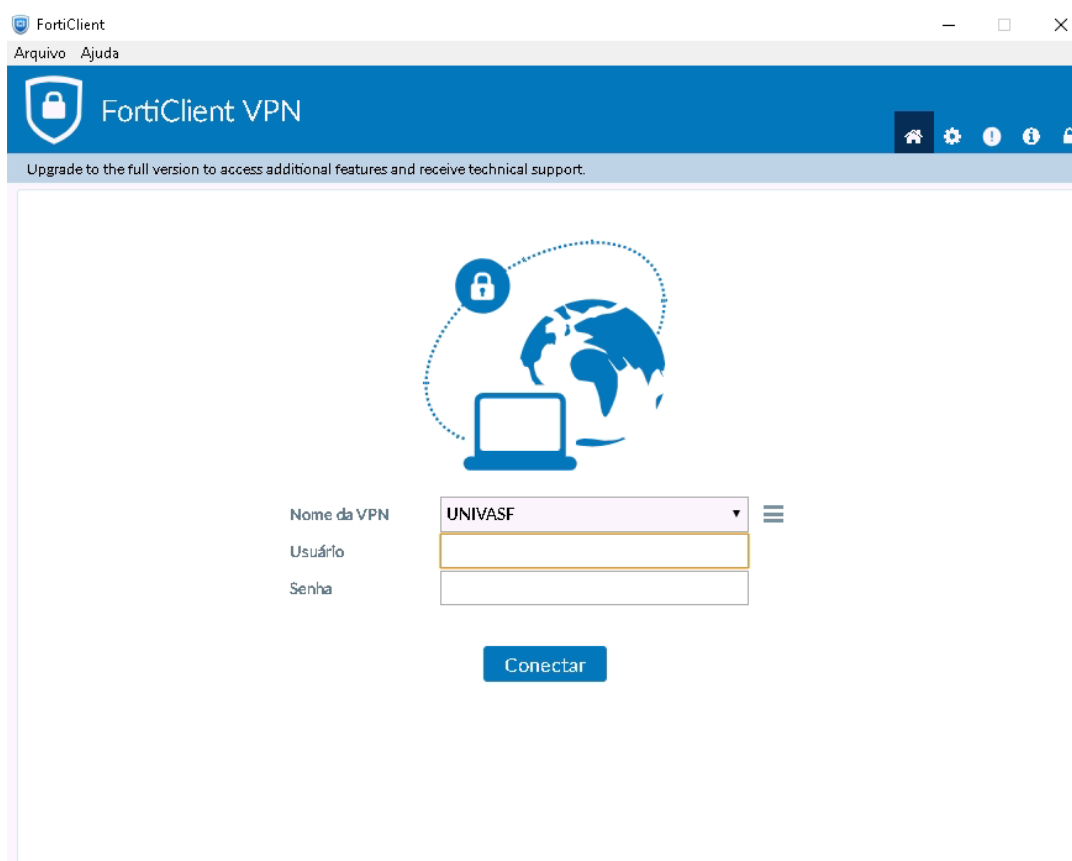 FortiClient
Arquivo Ajuda
FortiClient VPN
Upgrade to the full version to access additional features and receive technical support.
Nome da VPN UNIVASF
Usuário
Senha
Conectar